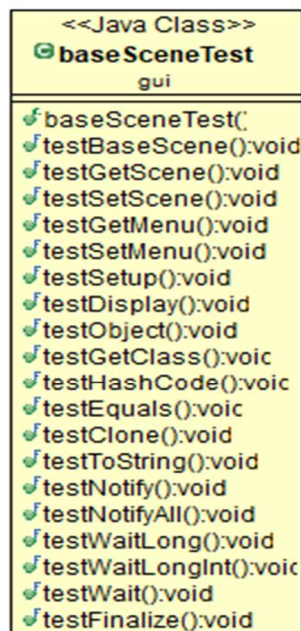 <<Java Class>>
baseSceneTest
gui
baseSceneTest(
testBaseScene():void
testGetScene():void
testSetScene():void
testGetMenu():void
testSetMenu():void
testSetup():void
testDisplay():void
testObject():void
testGetClass():voic
testHashCode():voic
testEquals():voic
testClone():void
testToString():void
testNotify():void
testNotifyAll():void
testWaitLong():void
testWaitLongInt():voic
testWait():void
testFinalize():void